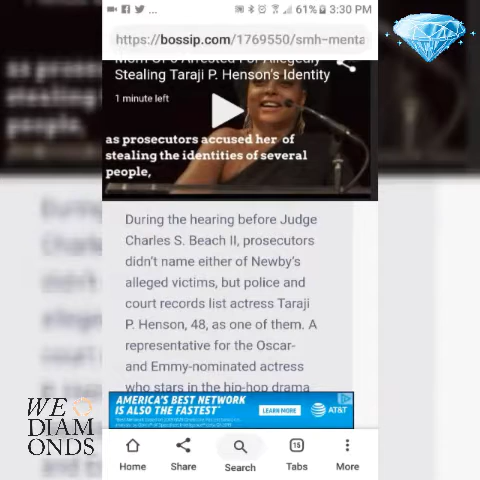 61% 3:30 PM
https://bossip.com/1769550/smh-menta
Stealing Taraji P. Henson's Identity
1 minute left
as prosecutors accused her of
stealing the identities of several
people,
During the hearing before Judge
Charles S. Beach II, prosecutors
didn't name either of Newby's
alleged victims, but police and
court records list actress Taraji
P. Henson, 48, as one of them. A
representative for the Oscar-
and Emmy-nominated actress
who stars in the hip-hop drama
AMERICA'S BEST NETWORK
IS ALSO THE FASTEST
LEARN MORE
AT&T
WE
DIAM
ONDS
15
Home Share Search Tabs More